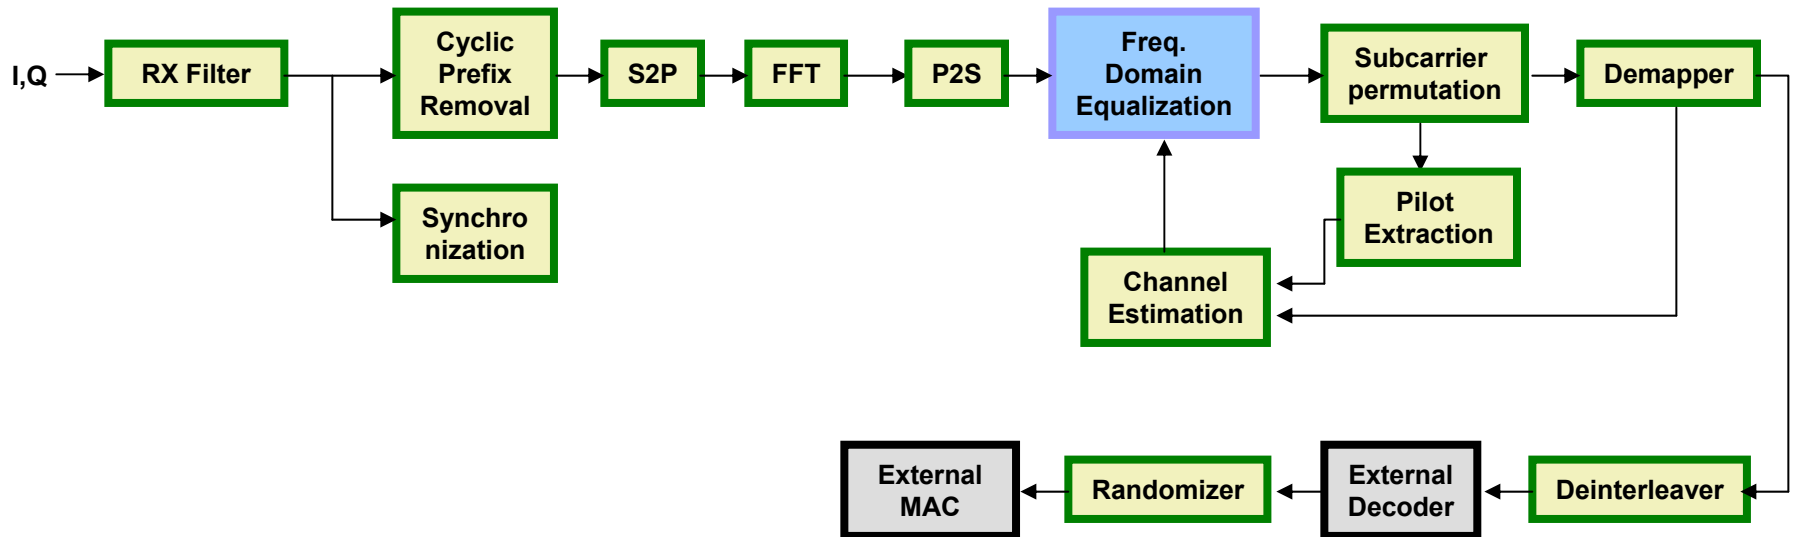 I,Q
RX Filter
Cyclic
Prefix
Removal
S2P
FFT
P2S
Freq.
Domain
Equalization
Subcarrier
permutation
Demapper
Synchro
nization
Pilot
Extraction
Channel
Estimation
External
MAC
Randomizer
External
Decoder
Deinterleaver